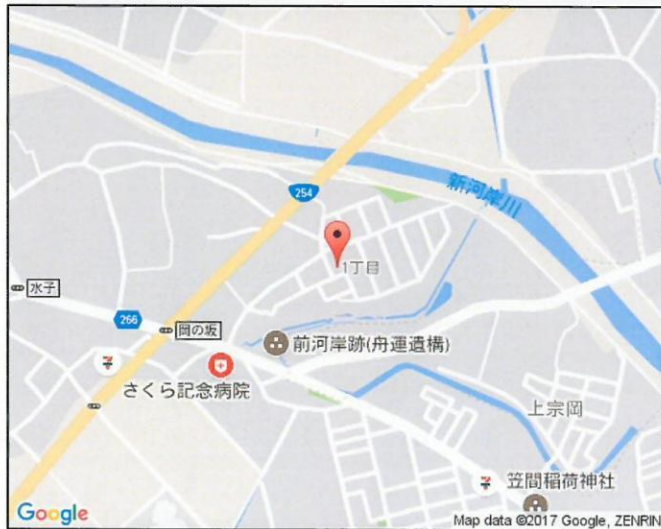 新河岸川
254
1丁目
水子
266
岡の坂
前河岸跡(舟運遺構)
さくら記念病院
上宗岡
笠間稲荷神社
Google
Map data ©2017 Google, ZENRIN